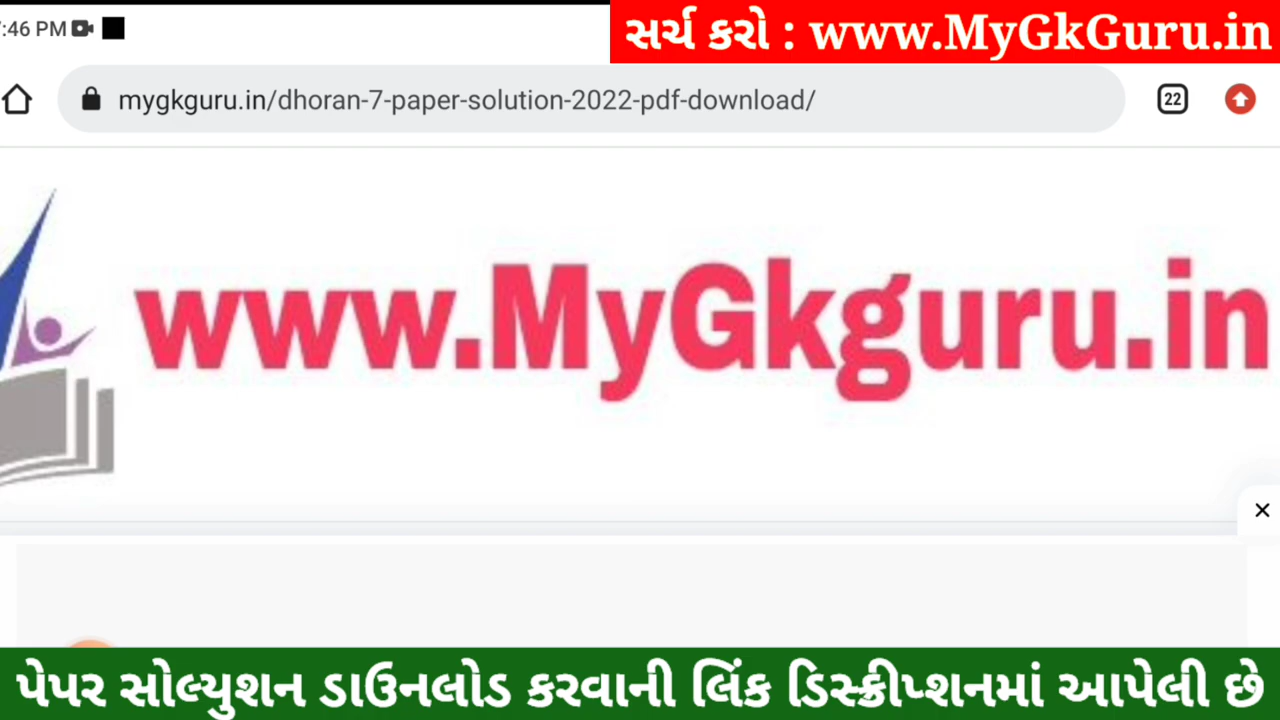 :46 PM
સર્ચ કરો : www.MyGkGuru.in
mygkguru.in/dhoran-7-paper-solution-2022-pdf-download/
22
www.MyGkguru.in
પેપર સોલ્યુશન ડાઉનલોડ કરવાની લિંક ડિસ્ક્રીપ્શનમાં આપેલી છે